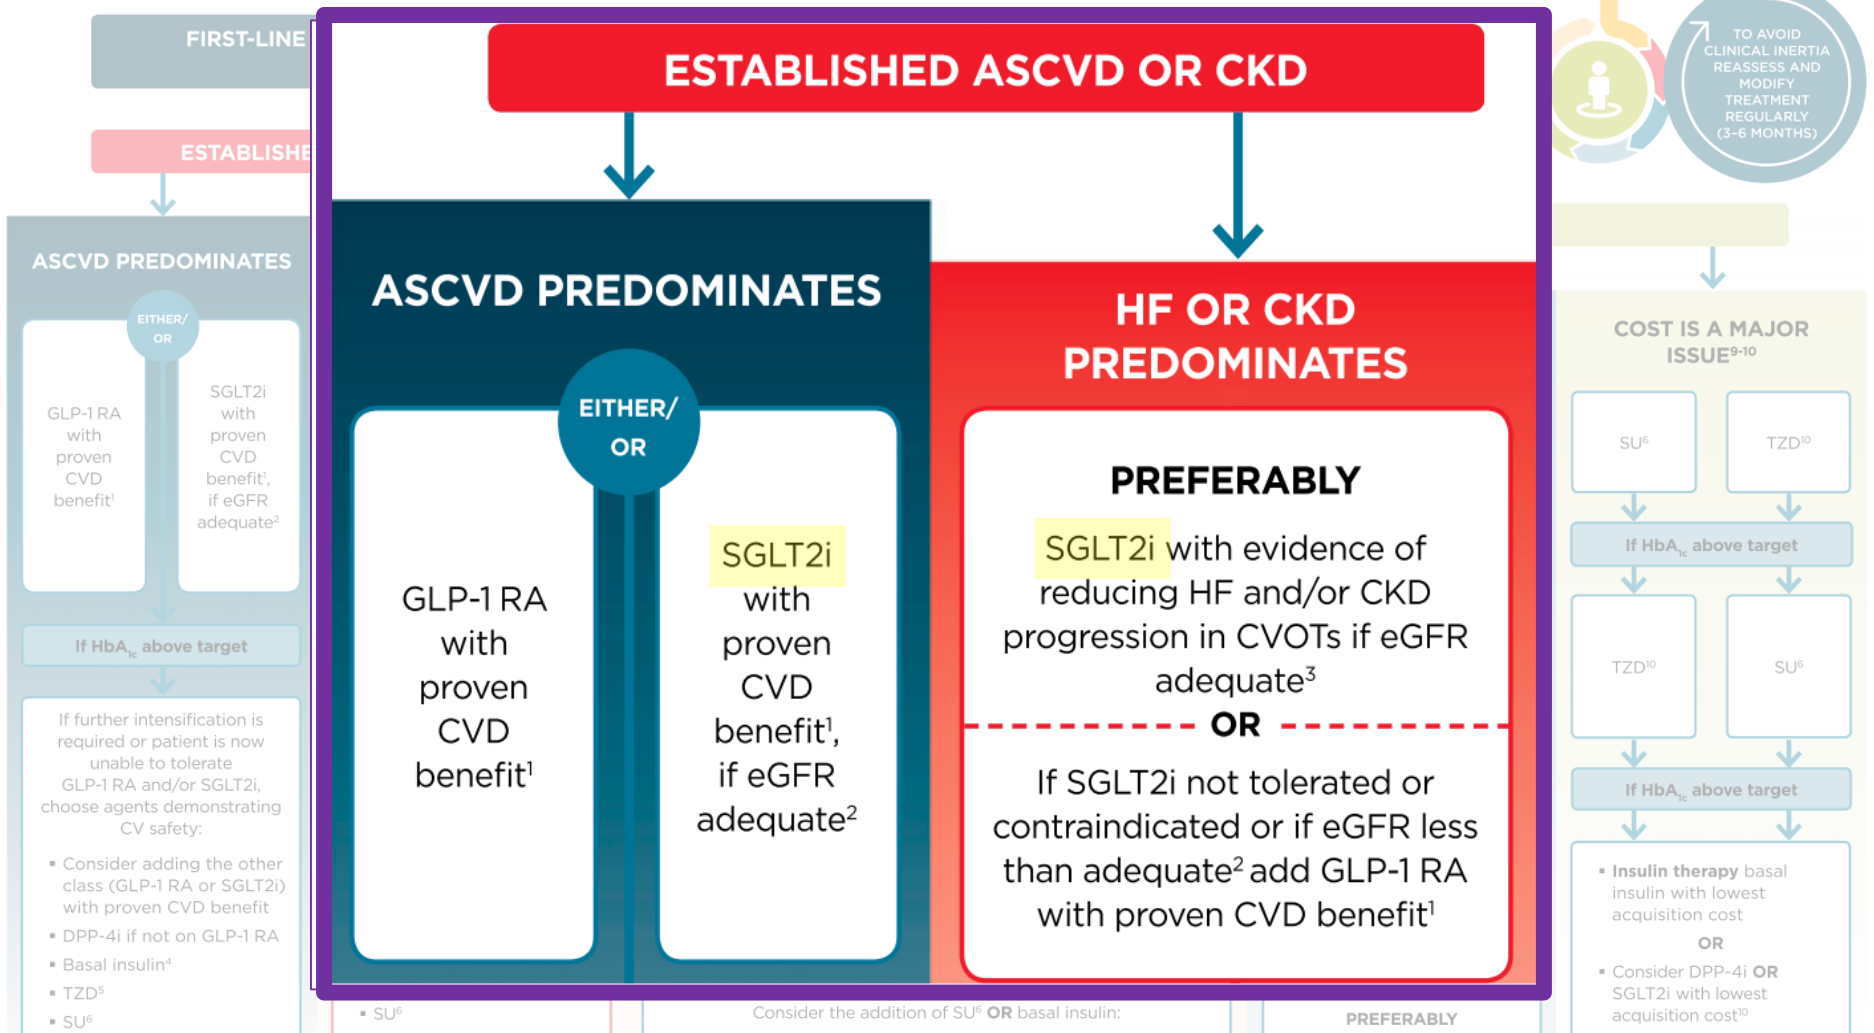 FIRST-LINE
ESTABLISHE
ASCVD PREDOMINATES
EITHER/
OR
GLP-1 RA
with
proven
CVD
benefit¹
SGLT2i
with
proven
CVD
benefit¹,
if eGFR
adequate²
If HbA1c above target
If further intensification is
required or patient is now
unable to tolerate
GLP-1 RA and/or SGLT2i,
choose agents demonstrating
CV safety:
▪ Consider adding the other
class (GLP-1 RA or SGLT2i)
with proven CVD benefit
▪ DPP-4i if not on GLP-1 RA
▪ Basal insulin⁴
▪ TZD⁵
▪ SU⁶
ESTABLISHED ASCVD OR CKD
ASCVD PREDOMINATES
EITHER/
OR
GLP-1 RA
with
proven
CVD
benefit¹
SGLT2i
with
proven
CVD
benefit¹,
if eGFR
adequate²
HF OR CKD
PREDOMINATES
PREFERABLY
SGLT2i with evidence of
reducing HF and/or CKD
progression in CVOTs if eGFR
adequate³
OR
If SGLT2i not tolerated or
contraindicated or if eGFR less
than adequate² add GLP-1 RA
with proven CVD benefit¹
▪ SU⁶
Consider the addition of SU⁶ OR basal insulin:
PREFERABLY
TO AVOID
CLINICAL INERTIA
REASSESS AND
MODIFY
TREATMENT
REGULARLY
(3–6 MONTHS)
COST IS A MAJOR
ISSUE⁹⁻¹⁰
SU⁶
TZD¹⁰
If HbA1c above target
TZD¹⁰
SU⁶
If HbA1c above target
▪ Insulin therapy basal
insulin with lowest
acquisition cost
OR
▪ Consider DPP-4i OR
SGLT2i with lowest
acquisition cost¹⁰